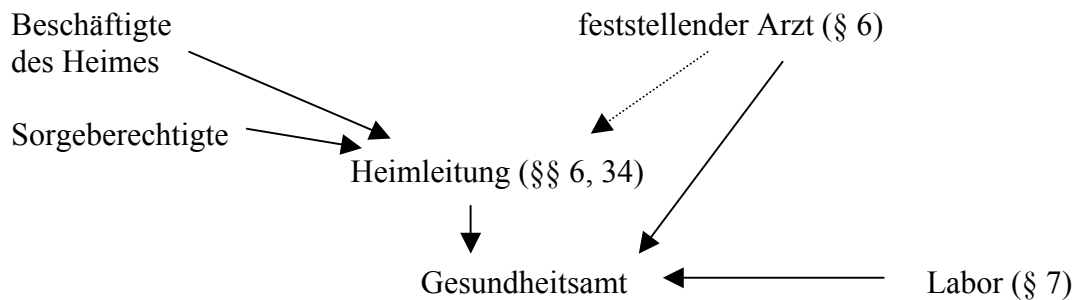 Beschäftigte
des Heimes
feststellender Arzt (§ 6)
Sorgeberechtigte
Heimleitung (§§ 6, 34)
Gesundheitsamt
Labor (§ 7)